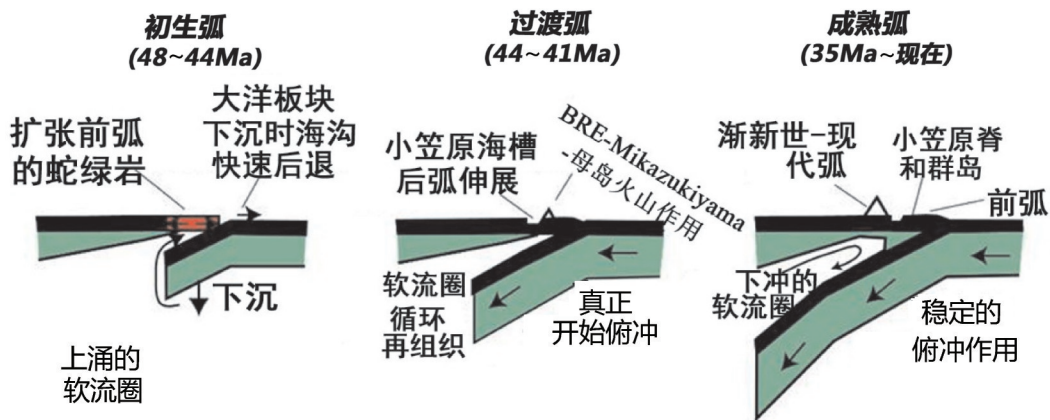 初生弧
(48~44Ma)
扩张前弧
的蛇绿岩
大洋板块
下沉时海沟
快速后退
下沉
上涌的
软流圈
过渡弧
(44~41Ma)
小笠原海槽
后弧伸展
BRE-Mikazukiyama
-母岛火山作用
软流圈
循环
再组织
真正
开始俯冲
成熟弧
(35Ma~现在)
渐新世-现
代弧
小笠原脊
和群岛
前弧
下冲的
软流圈
稳定的
俯冲作用